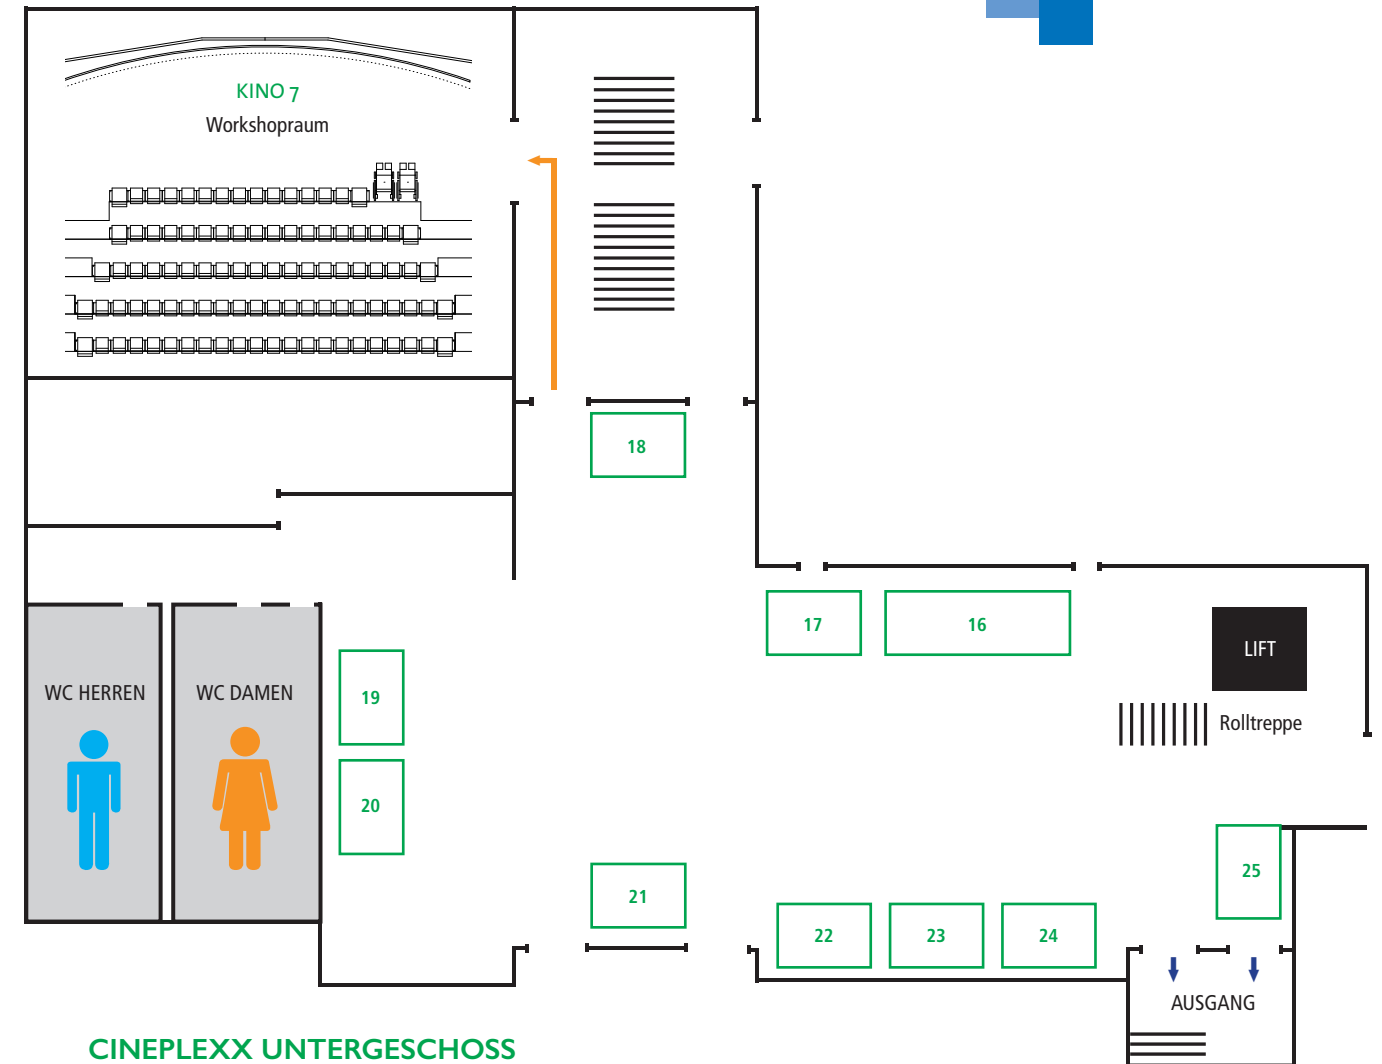 KINO 7
Workshopraum
18
17
16
LIFT
WC HERREN
WC DAMEN
19
Rolltreppe
20
25
21
22
23
24
AUSGANG
CINEPLEXX UNTERGESCHOSS